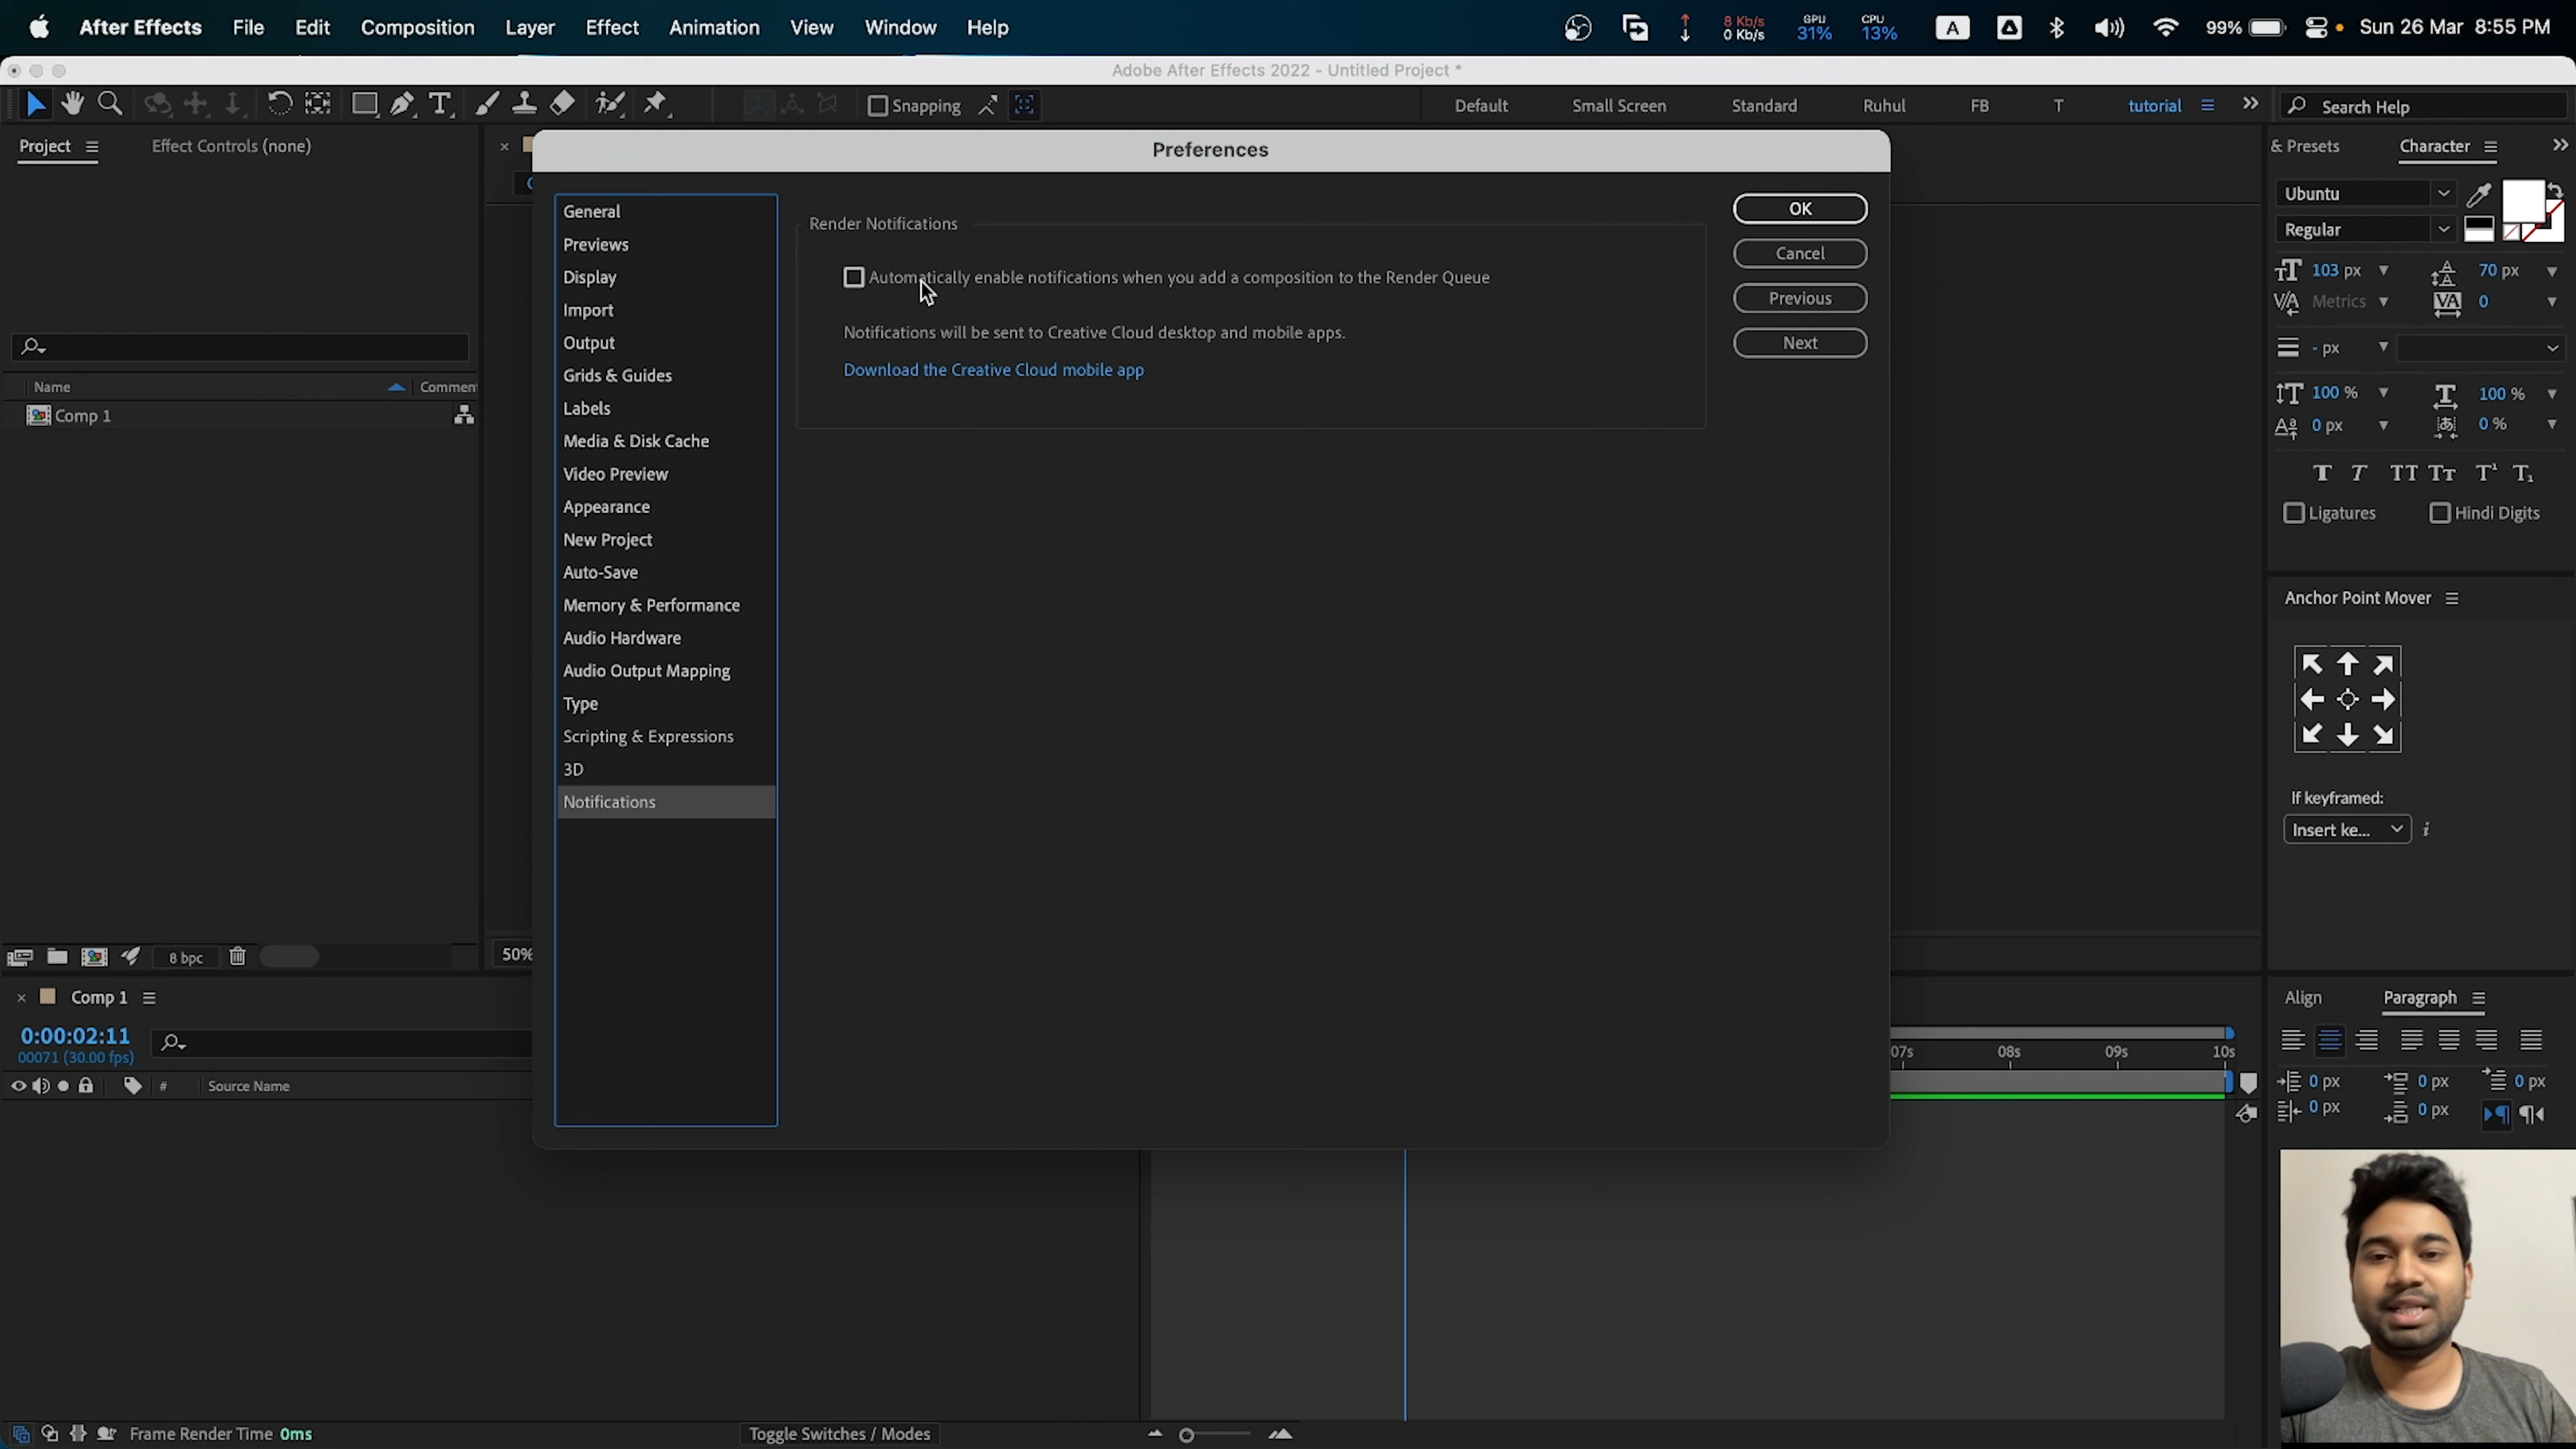 After Effects File Edit Composition Layer Effect Animation View Window Help
8 Kb/s 0 Kb/s GPU 31% CPU 13% A 99% Sun 26 Mar 8:55 PM
Adobe After Effects 2022 - Untitled Project *
Snapping Default Small Screen Standard Ruhul FB T tutorial Search Help
Project Effect Controls (none)
Name Commen
Comp 1
8 bpc
50%
Preferences
General
Previews
Display
Import
Output
Grids & Guides
Labels
Media & Disk Cache
Video Preview
Appearance
New Project
Auto-Save
Memory & Performance
Audio Hardware
Audio Output Mapping
Type
Scripting & Expressions
3D
Notifications
Render Notifications
Automatically enable notifications when you add a composition to the Render Queue
Notifications will be sent to Creative Cloud desktop and mobile apps.
Download the Creative Cloud mobile app
OK
Cancel
Previous
Next
& Presets Character
Ubuntu
Regular
103 px 70 px
Metrics 0
- px
100 % 100 %
0 px 0 %
Ligatures Hindi Digits
Anchor Point Mover
If keyframed:
Insert ke...
Align Paragraph
0 px 0 px 0 px
0 px 0 px
Comp 1
0:00:02:11
00071 (30.00 fps)
# Source Name
07s 08s 09s 10s
Frame Render Time 0ms
Toggle Switches / Modes